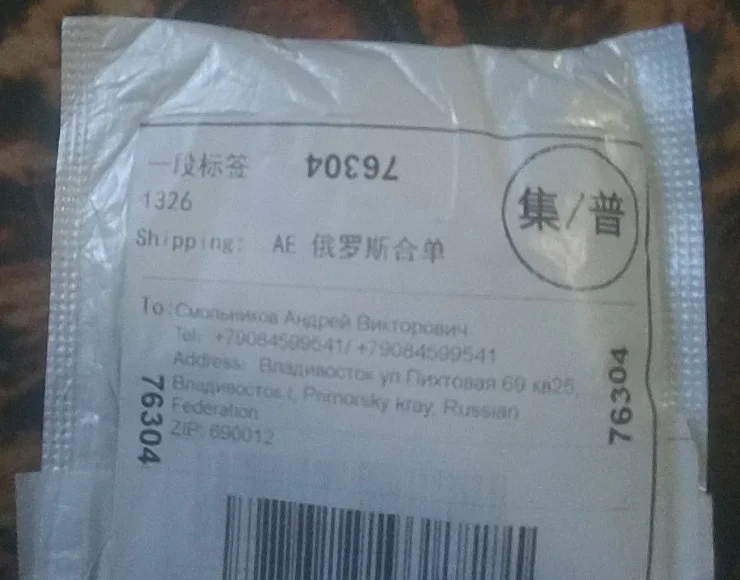 一段标签
76304
1326
集/普
Shipping: AE 俄罗斯合单
To:Смольников Андрей Викторович
Tel: +79084599541/ +79084599541
Address: Владивосток ул Пихтовая 69 кв26,
Владивосток t, Primorsky kray, Russian
Federation
ZIP: 690012
76304
76304